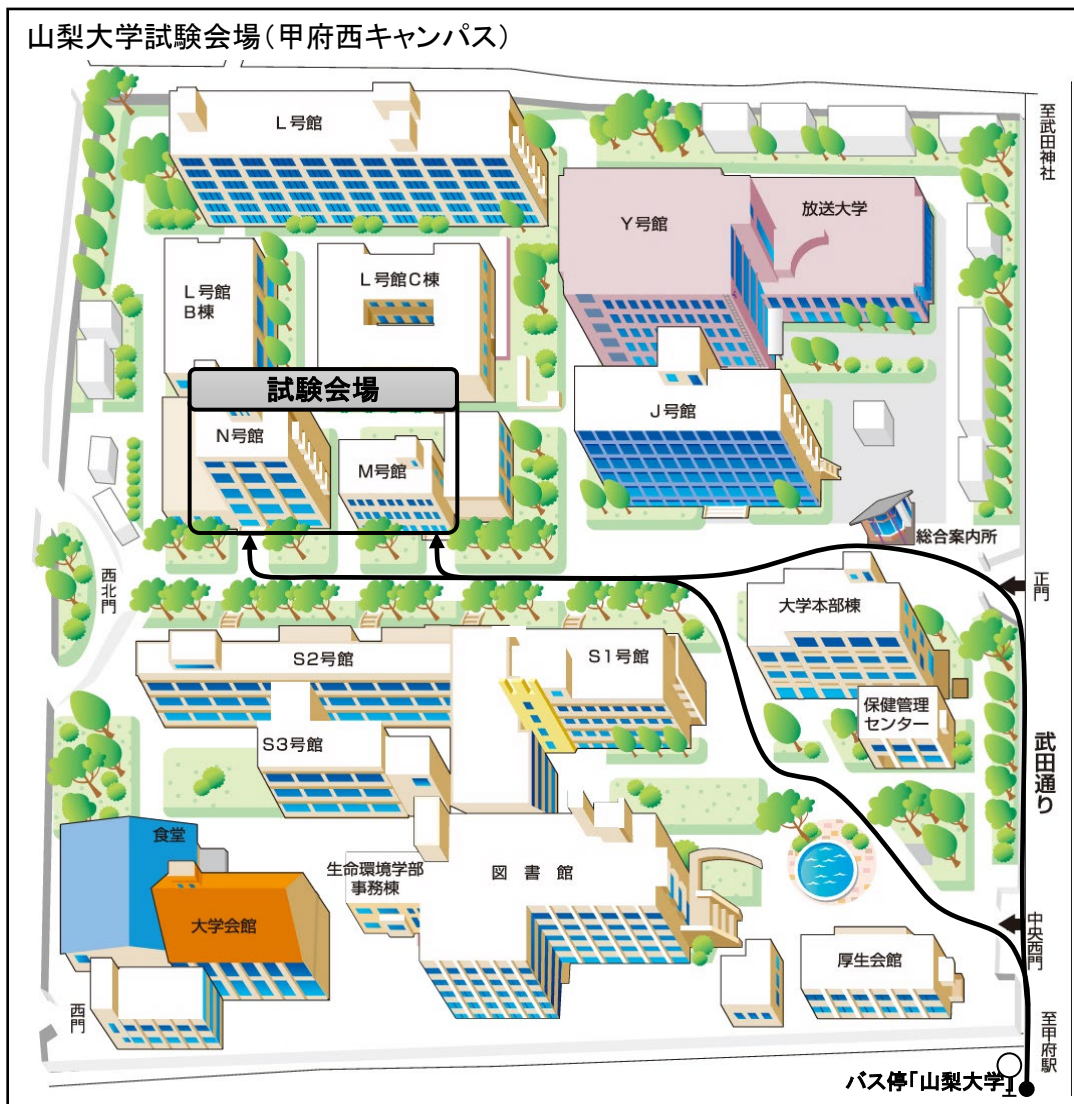 山梨大学試験会場(甲府西キャンパス)
L号館
至武田神社
Y号館
放送大学
L号館
B棟
L号館C棟
試験会場
J号館
N号館
M号館
総合案内所
西北門
正門
大学本部棟
S2号館
S1号館
保健管理
センター
S3号館
武田通り
食堂
生命環境学部
事務棟
図書館
大学会館
中央西門
厚生会館
西門
至甲府駅
バス停「山梨大学」